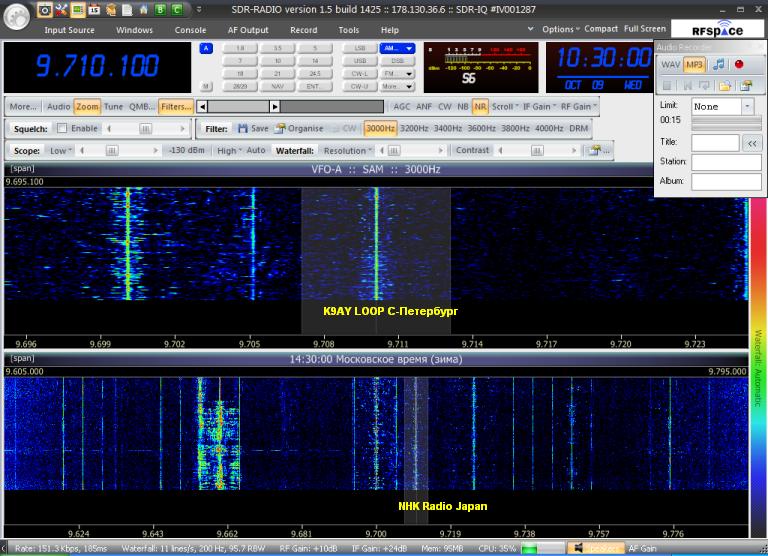 SDR-RADIO version 1.5 build 1425 :: 178.130.36.6 :: SDR-IQ #IV001287
Input Source Windows Console AF Output Record Tools Help Options Compact Full Screen RFSPACE
9.710.100
A 1.8 3.5 5 LSB AM...
7 10 14 USB DSB
18 21 24.5 CW-L FM...
M 28/29 NAV ENT... CW-U More...
S 1 3 5 7 9
S6
10:30:00
OCT 09 WED
Audio Recorder
WAV MP3
Limit: None
00:15
Title: <<
Station:
Album:
More... Audio Zoom Tune QMB... Filters... AGC ANF CW NB NR Scroll IF Gain RF Gain
Squelch: Enable Filter: Save Organise CW 3000Hz 3200Hz 3400Hz 3600Hz 3800Hz 4000Hz DRM
Scope: Low -130 dBm High Auto Waterfall: Resolution Contrast
[span] VFO-A :: SAM :: 3000Hz
9.695.100
K9AY LOOP С-Петербург
9.696 9.699 9.702 9.705 9.708 9.711 9.714 9.717 9.720 9.723
[span] 14:30:00 Московское время (зима)
9.605.000 9.795.000
NHK Radio Japan
9.624 9.643 9.662 9.681 9.700 9.719 9.738 9.757 9.776
Waterfall: Automatic
Rate: 151.3 Kbps, 185ms Waterfall: 11 lines/s, 200 Hz, 95.7 RBW RF Gain: +10dB IF Gain: +24dB Mem: 95MB CPU: 35% Speakers AF Gain